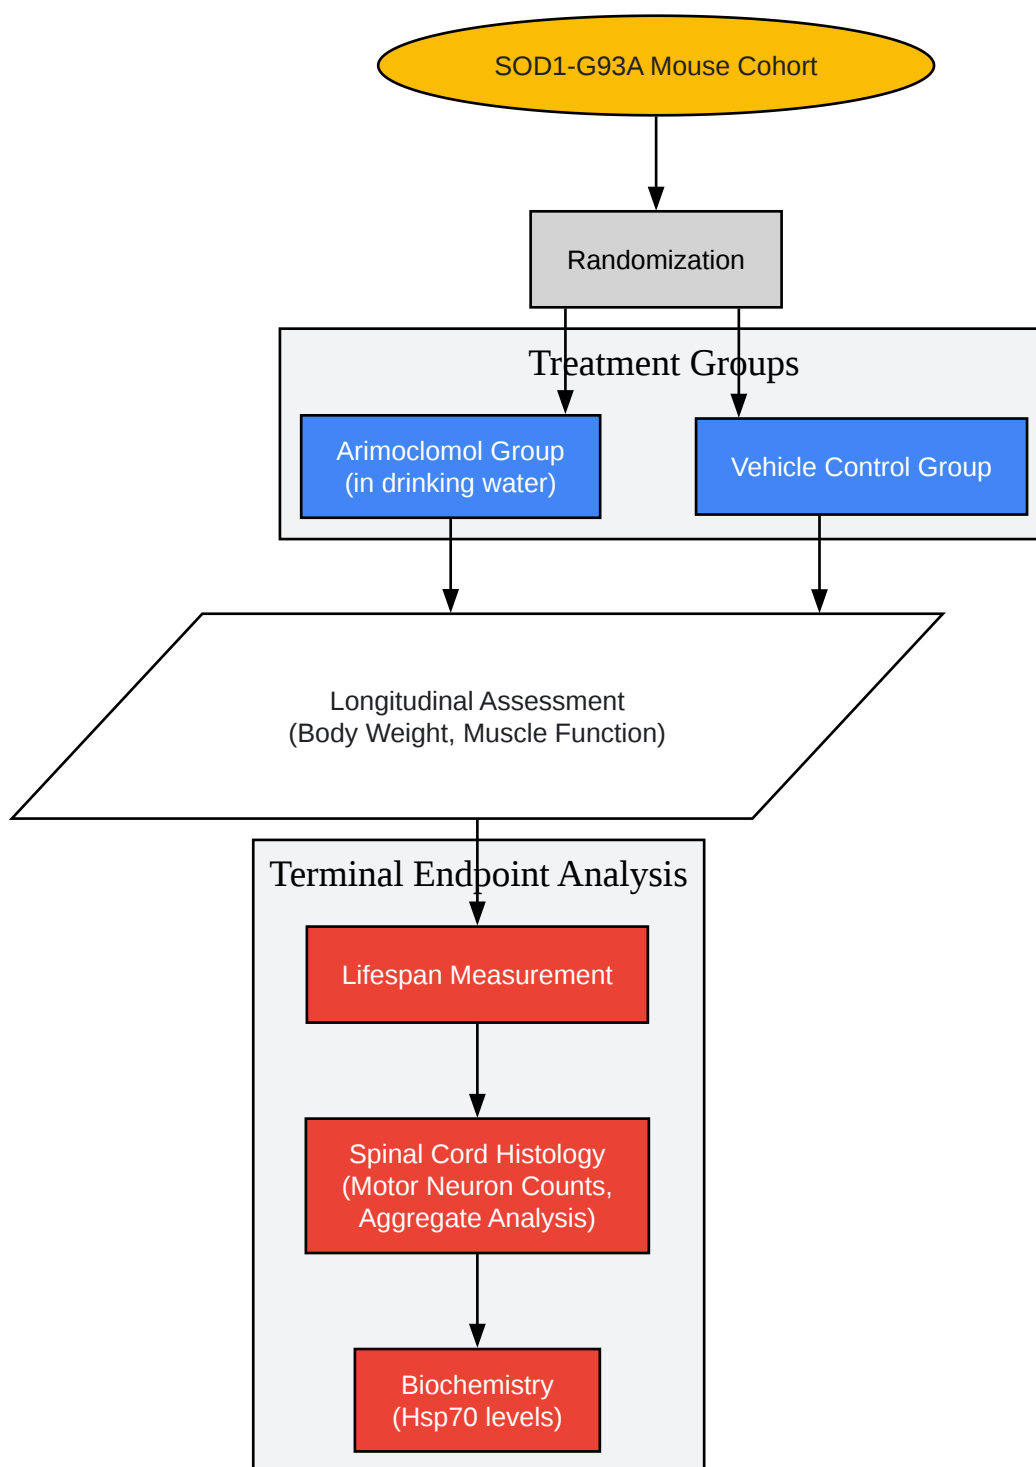 SOD1-G93A Mouse Cohort
Randomization
Treatment Groups
Arimoclomol Group
(in drinking water)
Vehicle Control Group
Longitudinal Assessment
(Body Weight, Muscle Function)
Terminal Endpoint Analysis
Lifespan Measurement
Spinal Cord Histology
(Motor Neuron Counts,
Aggregate Analysis)
Biochemistry
(Hsp70 levels)